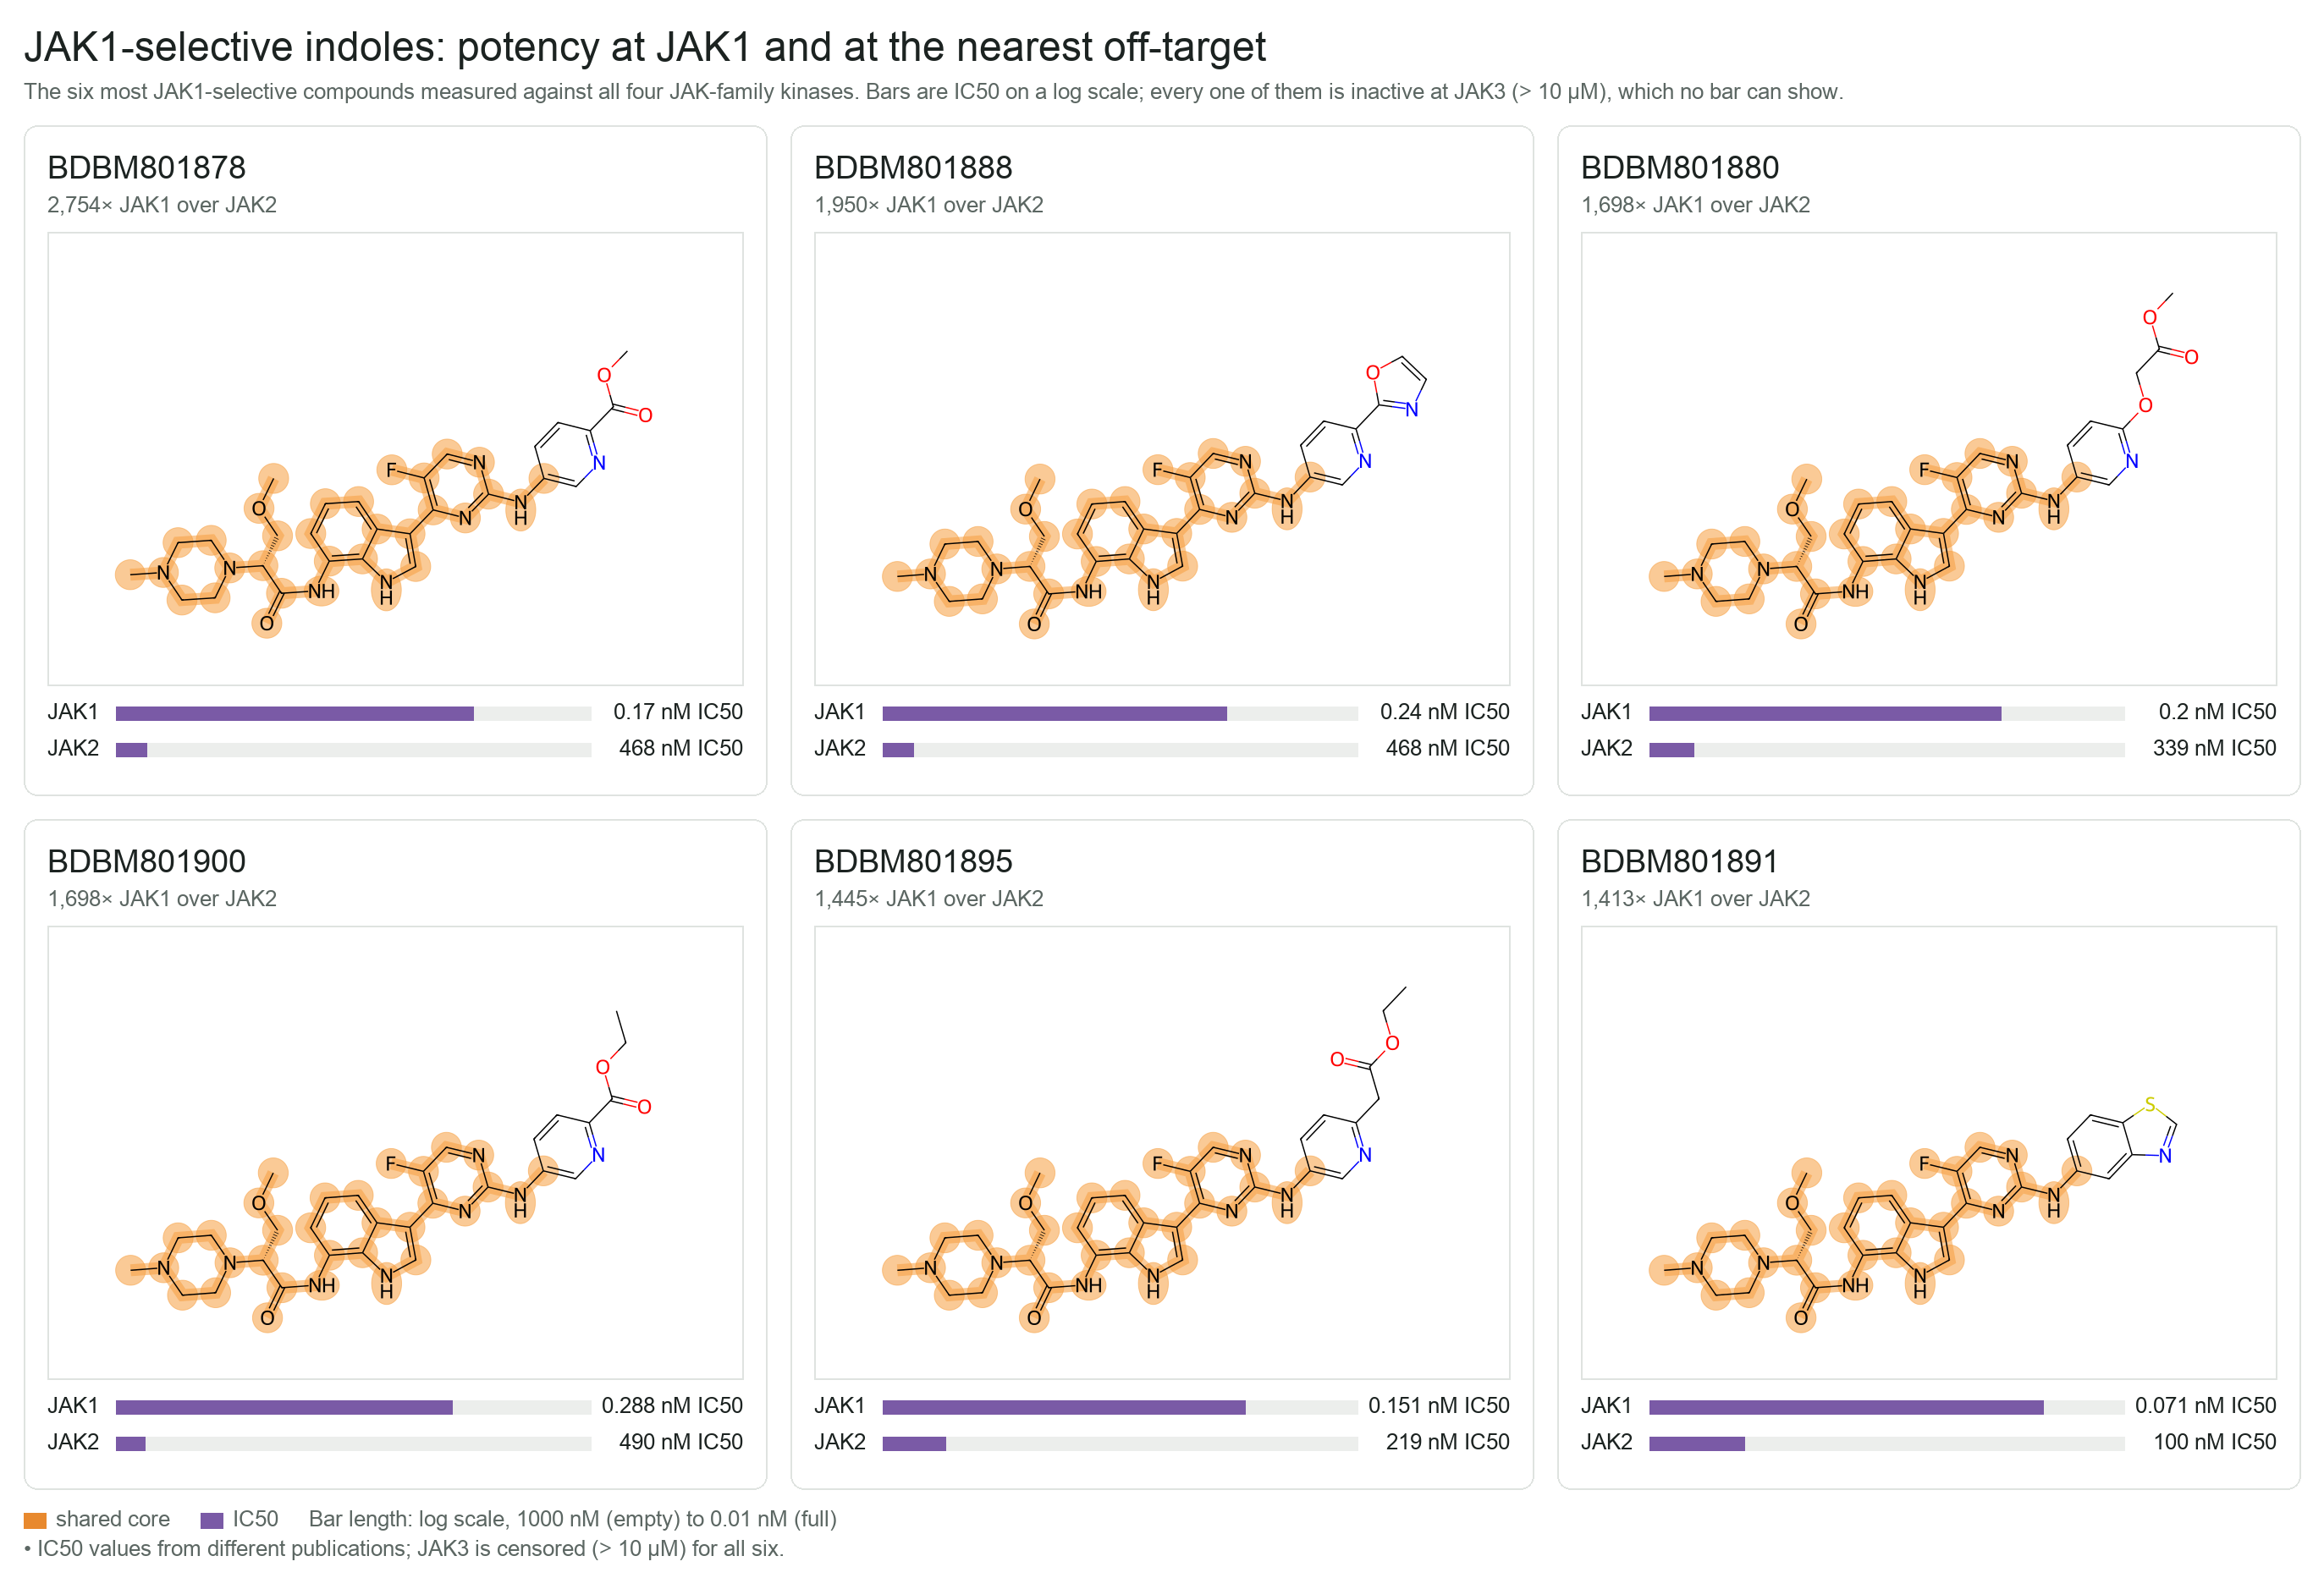 JAK1-selective indoles: potency at JAK1 and at the nearest off-target
The six most JAK1-selective compounds measured against all four JAK-family kinases. Bars are IC50 on a log scale; every one of them is inactive at JAK3 (> 10 µM), which no bar can show.
BDBM801878
2,754× JAK1 over JAK2
O
O
N
F
N
N
N
H
O
N
N
NH
N
H
O
JAK1 0.17 nM IC50
JAK2 468 nM IC50
BDBM801888
1,950× JAK1 over JAK2
O
N
N
F
N
N
N
H
O
N
N
NH
N
H
O
JAK1 0.24 nM IC50
JAK2 468 nM IC50
BDBM801880
1,698× JAK1 over JAK2
O
O
O
N
F
N
N
N
H
O
N
N
NH
N
H
O
JAK1 0.2 nM IC50
JAK2 339 nM IC50
BDBM801900
1,698× JAK1 over JAK2
O
O
N
F
N
N
N
H
O
N
N
NH
N
H
O
JAK1 0.288 nM IC50
JAK2 490 nM IC50
BDBM801895
1,445× JAK1 over JAK2
O
O
N
F
N
N
N
H
O
N
N
NH
N
H
O
JAK1 0.151 nM IC50
JAK2 219 nM IC50
BDBM801891
1,413× JAK1 over JAK2
S
N
F
N
N
N
H
O
N
N
NH
N
H
O
JAK1 0.071 nM IC50
JAK2 100 nM IC50
shared core IC50 Bar length: log scale, 1000 nM (empty) to 0.01 nM (full)
• IC50 values from different publications; JAK3 is censored (> 10 µM) for all six.